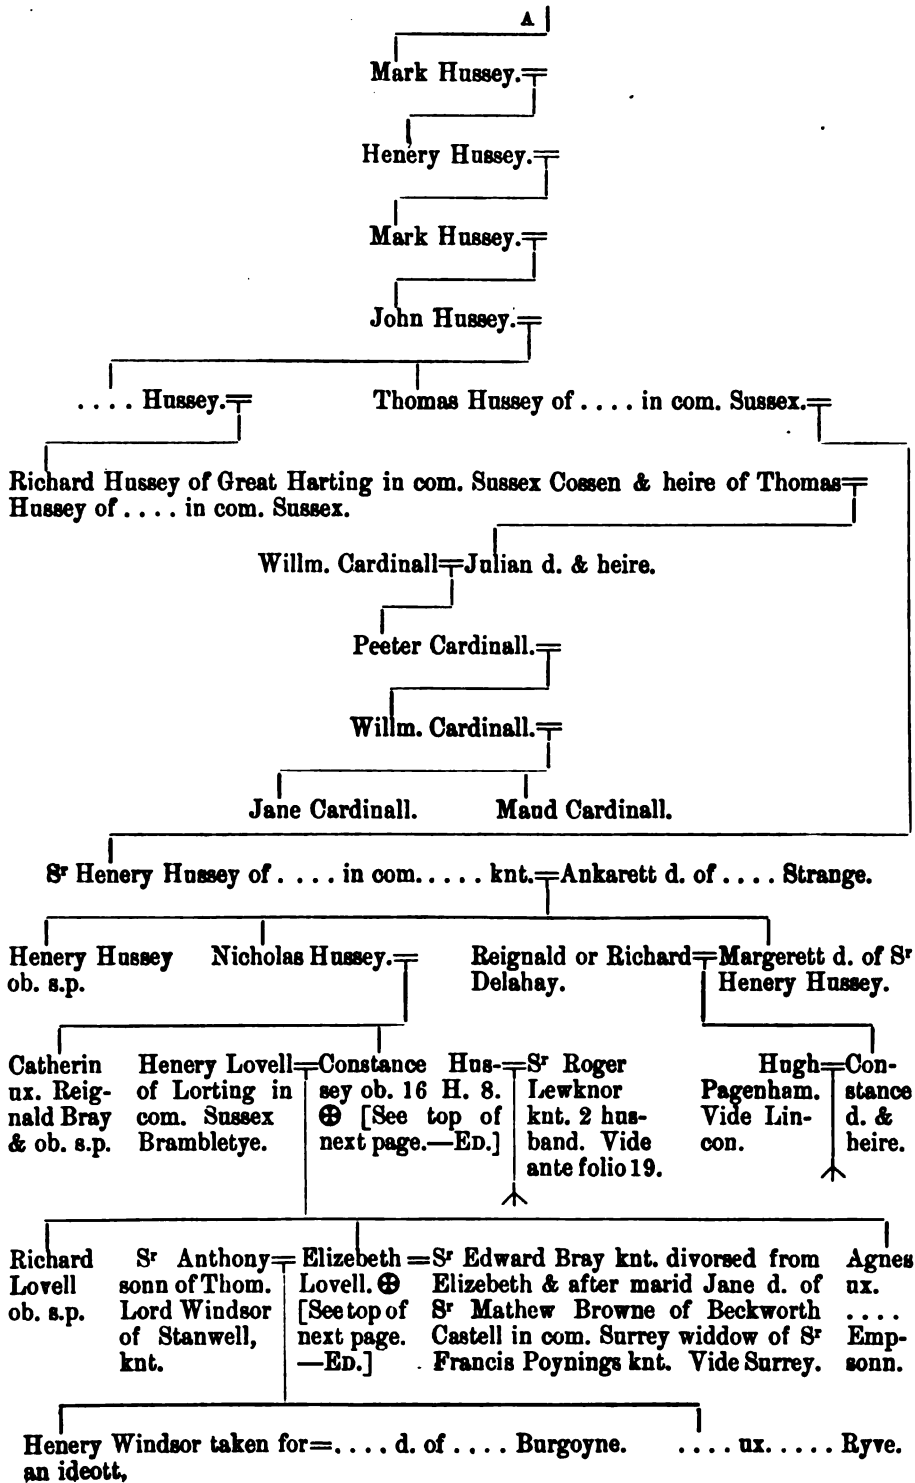 A
Mark Hussey.
Henery Hussey.
Mark Hussey.
John Hussey.
. . . . Hussey. Thomas Hussey of . . . . in com. Sussex.
Richard Hussey of Great Harting in com. Sussex Cossen & heire of Thomas
Hussey of . . . . in com. Sussex.
Willm. Cardinall=Julian d. & heire.
Peeter Cardinall.
Willm. Cardinall.
Jane Cardinall. Maud Cardinall.
Sr Henery Hussey of . . . . in com. . . . . knt.=Ankarett d. of . . . . Strange.
Henery Hussey
ob. s.p.
Nicholas Hussey.
Reignald or Richard
Delahay.
Margerett d. of Sr
Henery Hussey.
Catherin
ux. Reig-
nald Bray
& ob. s.p.
Henery Lovell
of Lorting in
com. Sussex
Brambletye.
Constance Hus-
sey ob. 16 H. 8.
⊕ [See top of
next page.—ED.]
Sr Roger
Lewknor
knt. 2 hus-
band. Vide
ante folio 19.
Hugh
Pagenham.
Vide Lin-
con.
Con-
stance
d. &
heire.
Richard
Lovell
ob. s.p.
Sr Anthony
sonn of Thom.
Lord Windsor
of Stanwell,
knt.
Elizebeth
Lovell. ⊕
[See top of
next page.
—ED.]
=Sr Edward Bray knt. divorsed from
Elizebeth & after marid Jane d. of
Sr Mathew Browne of Beckworth
Castell in com. Surrey widdow of Sr
Francis Poynings knt. Vide Surrey.
Agnes
ux.
. . . .
Emp-
sonn.
Henery Windsor taken for=. . . . d. of . . . . Burgoyne. . . . . ux. . . . . Ryve.
an ideott,